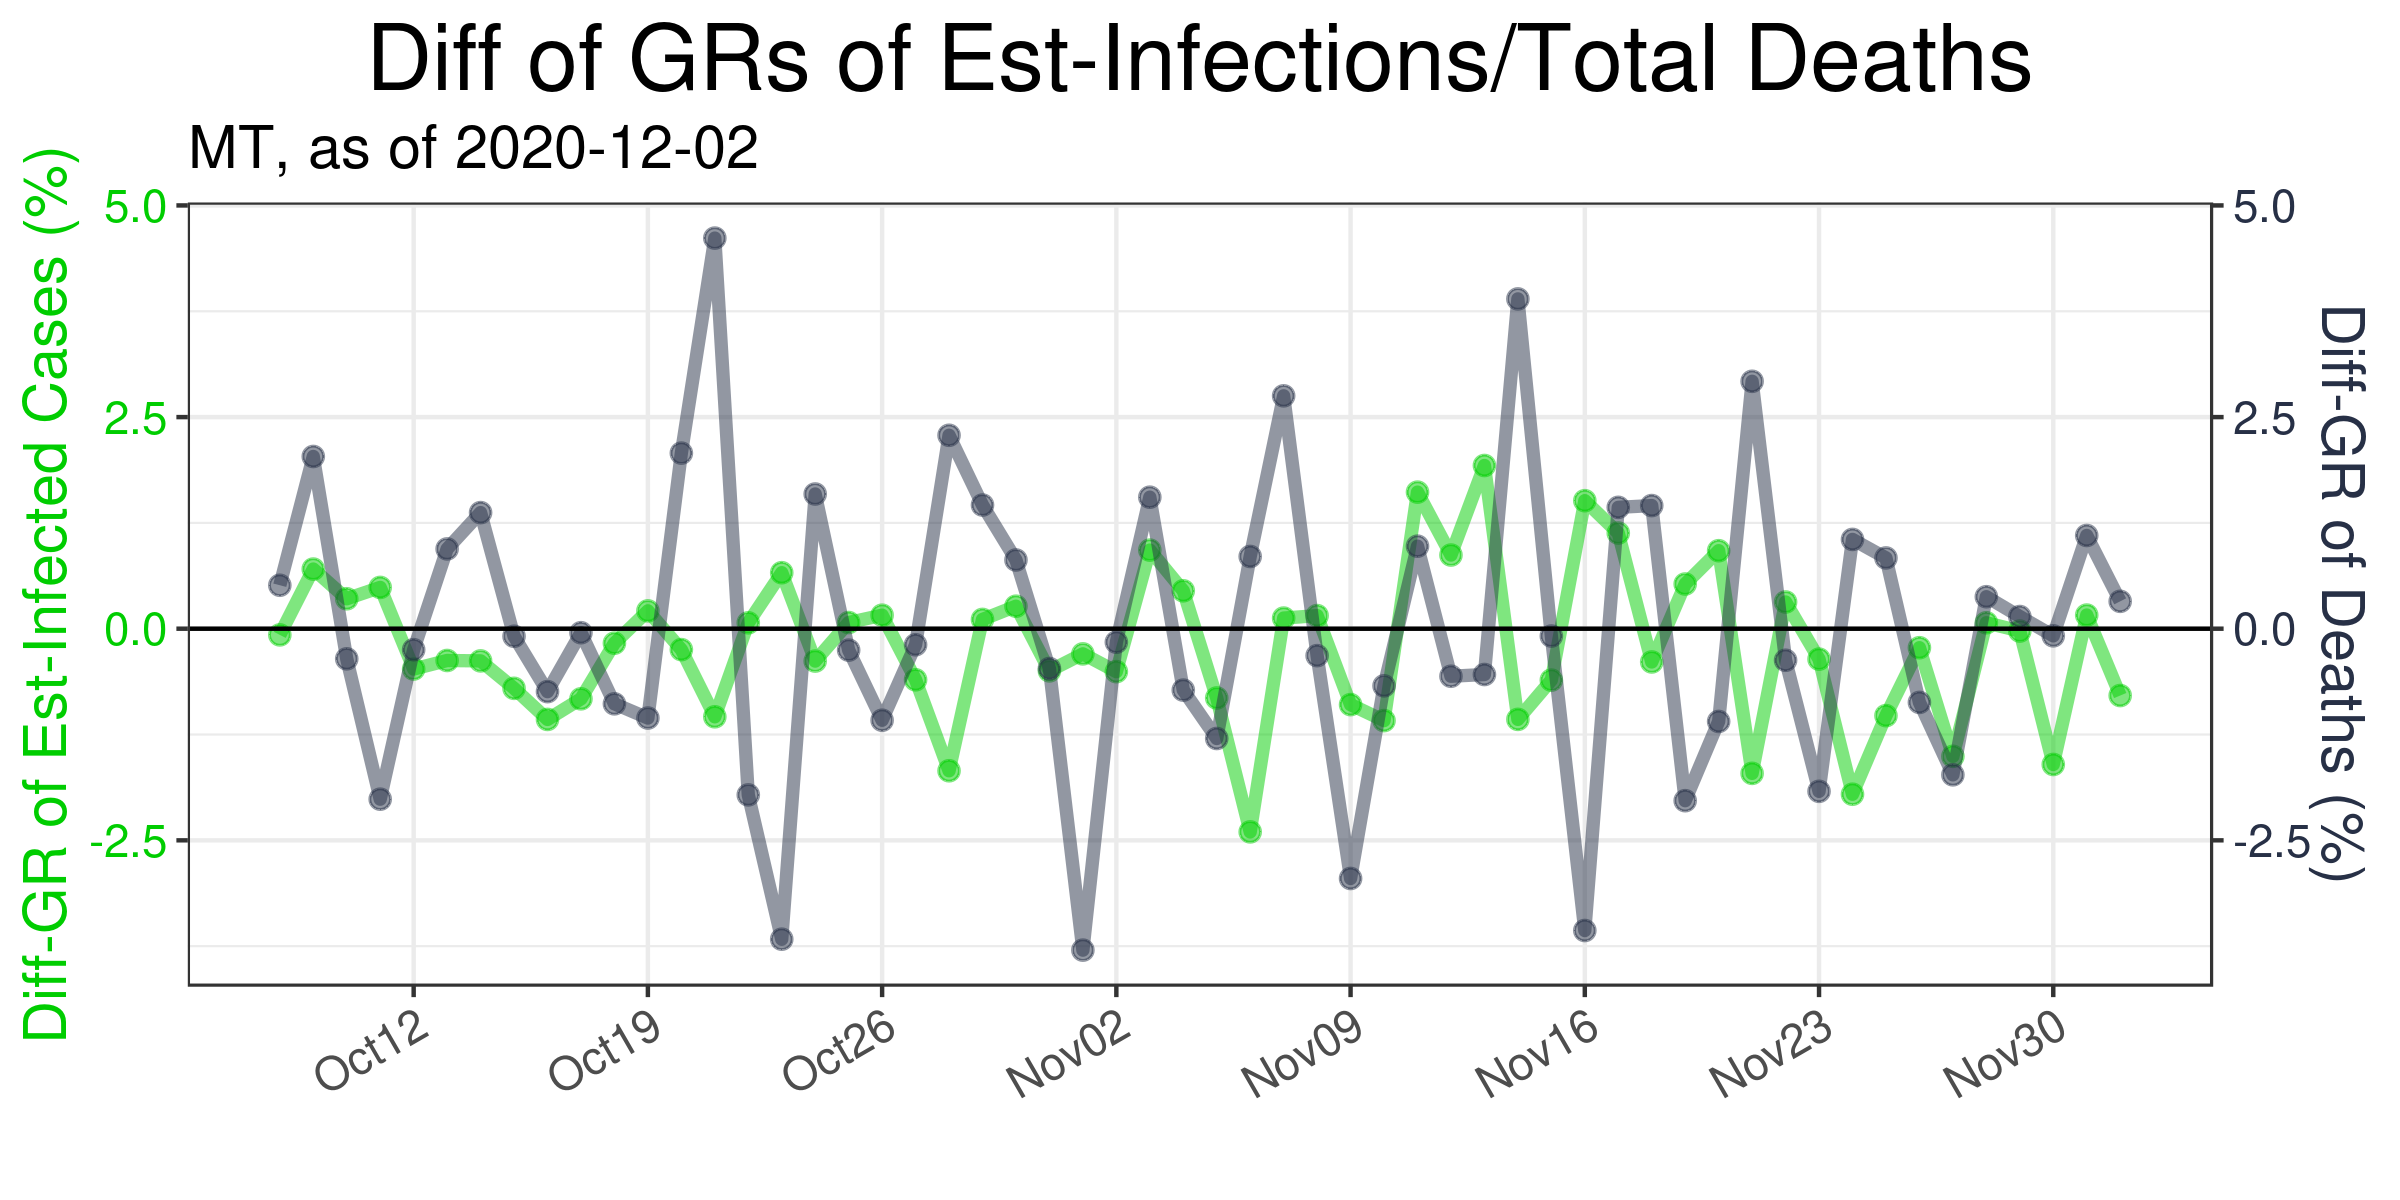 Diff of GRs of Est-Infections/Total Deaths
MT, as of 2020-12-02
Diff-GR of Est-Infected Cases (%)
5.0
2.5
0.0
-2.5
5.0
2.5
0.0
-2.5
Diff-GR of Deaths (%)
Oct12
Oct19
Oct26
Nov02
Nov09
Nov16
Nov23
Nov30